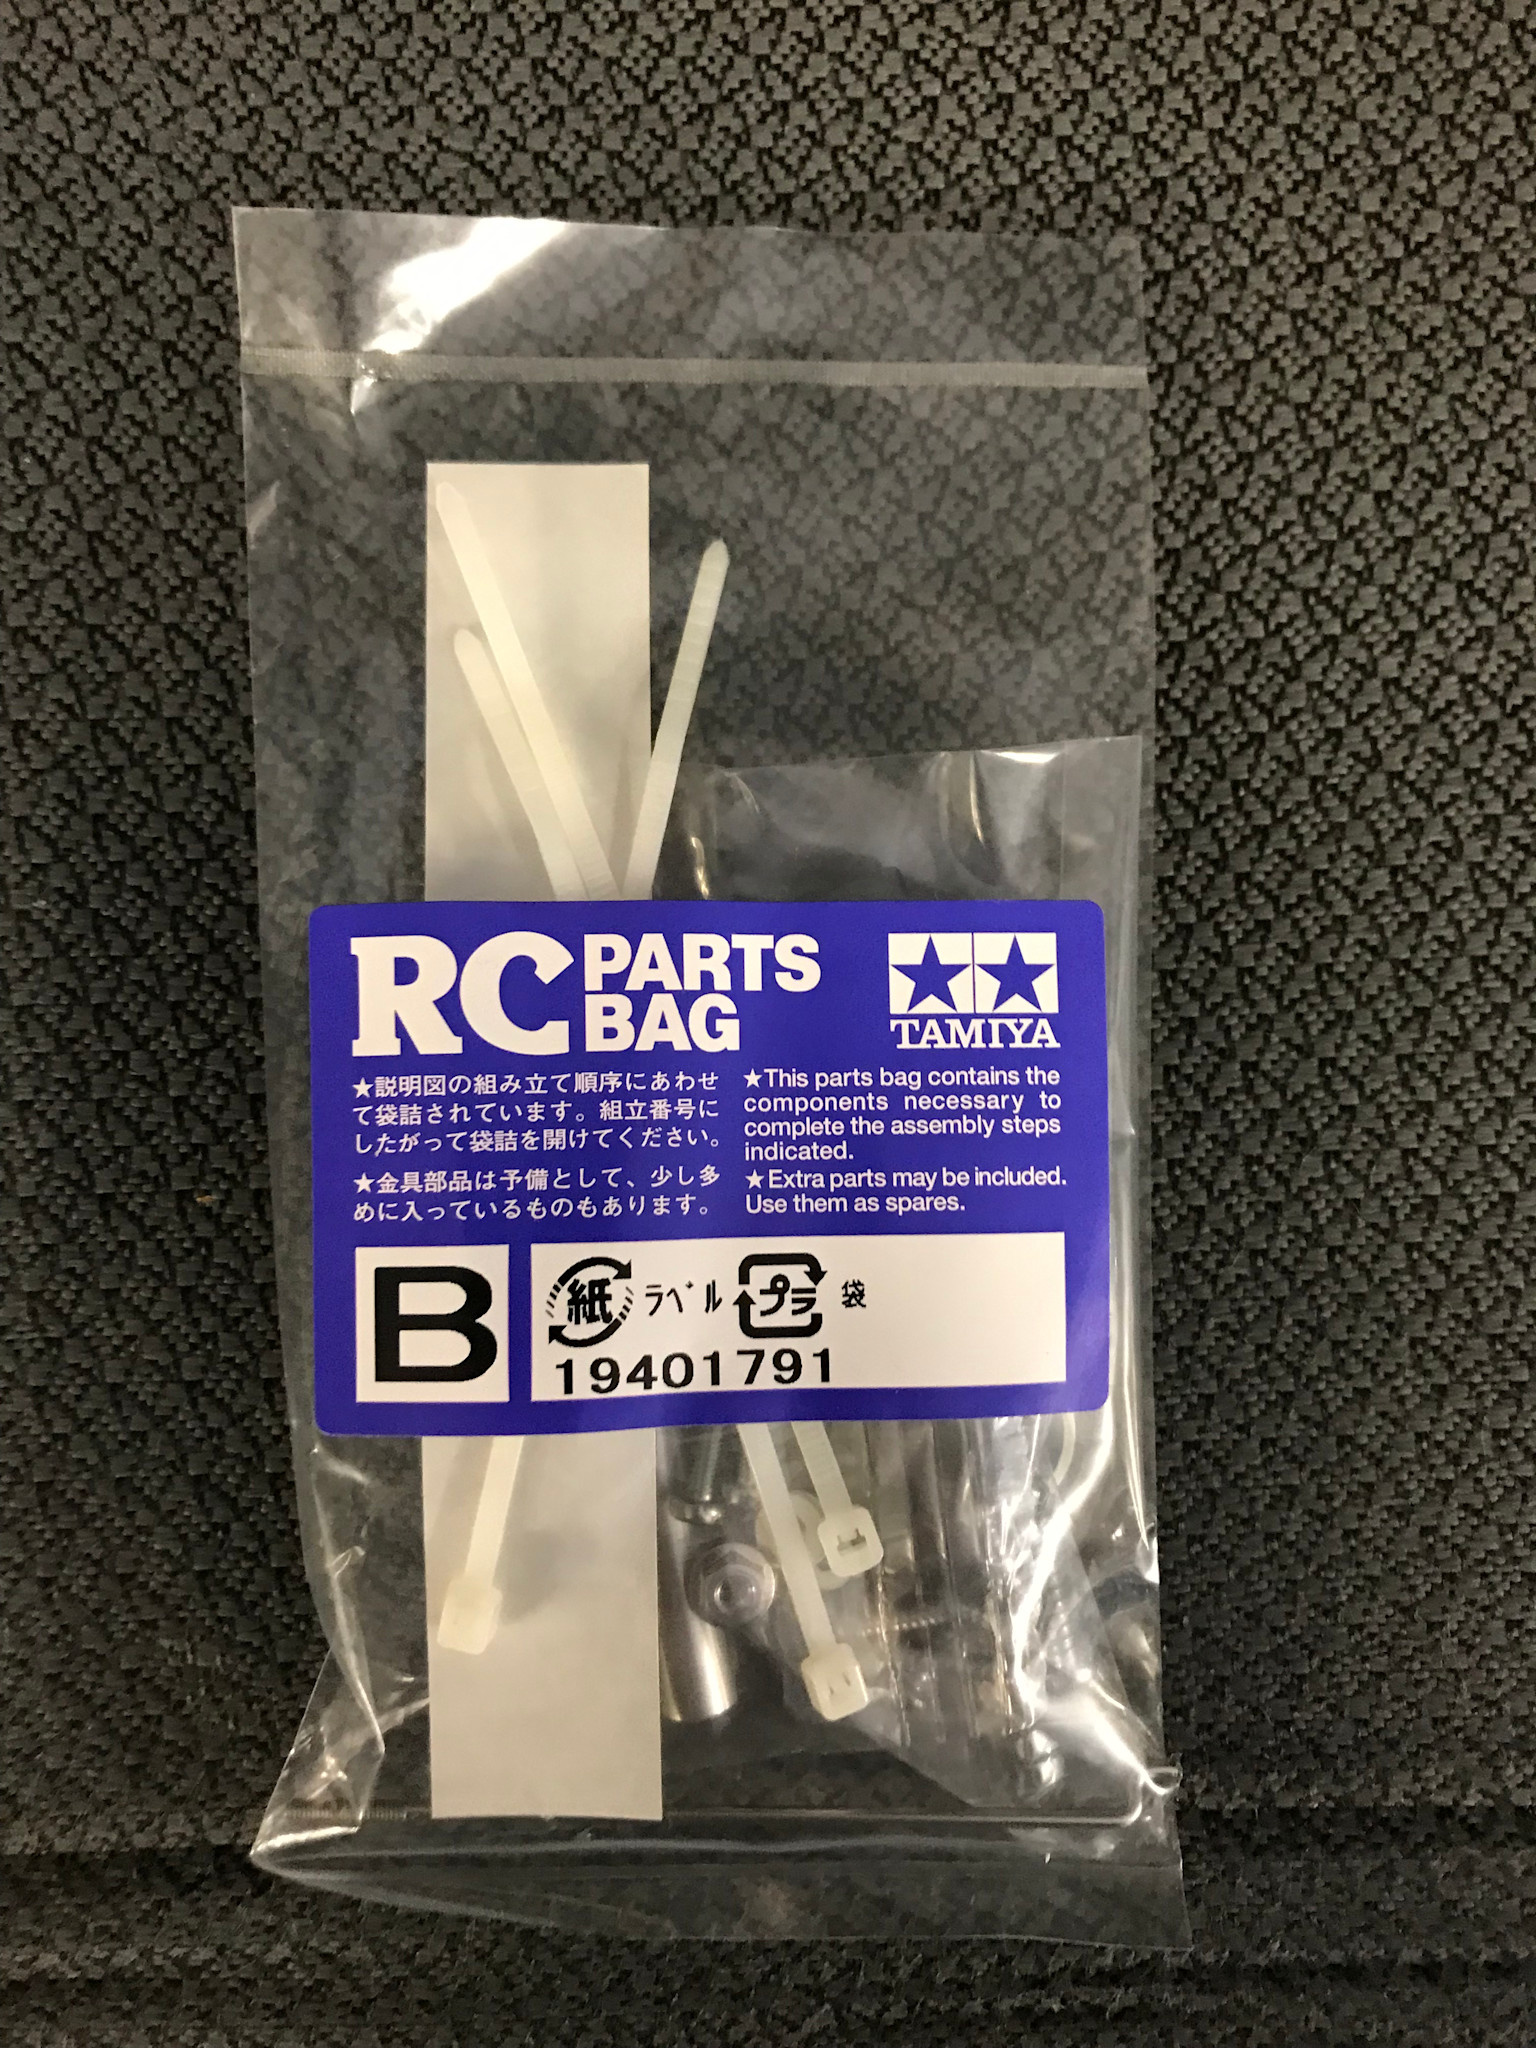 RC PARTS BAG
TAMIYA
★説明図の組み立て順序にあわせ
て袋詰されています。組立番号に
したがって袋詰を開けてください。
★金具部品は予備として、少し多
めに入っているものもあります。
★This parts bag contains the
components necessary to
complete the assembly steps
indicated.
★Extra parts may be included.
Use them as spares.
B
紙 ラベル プラ 袋
19401791